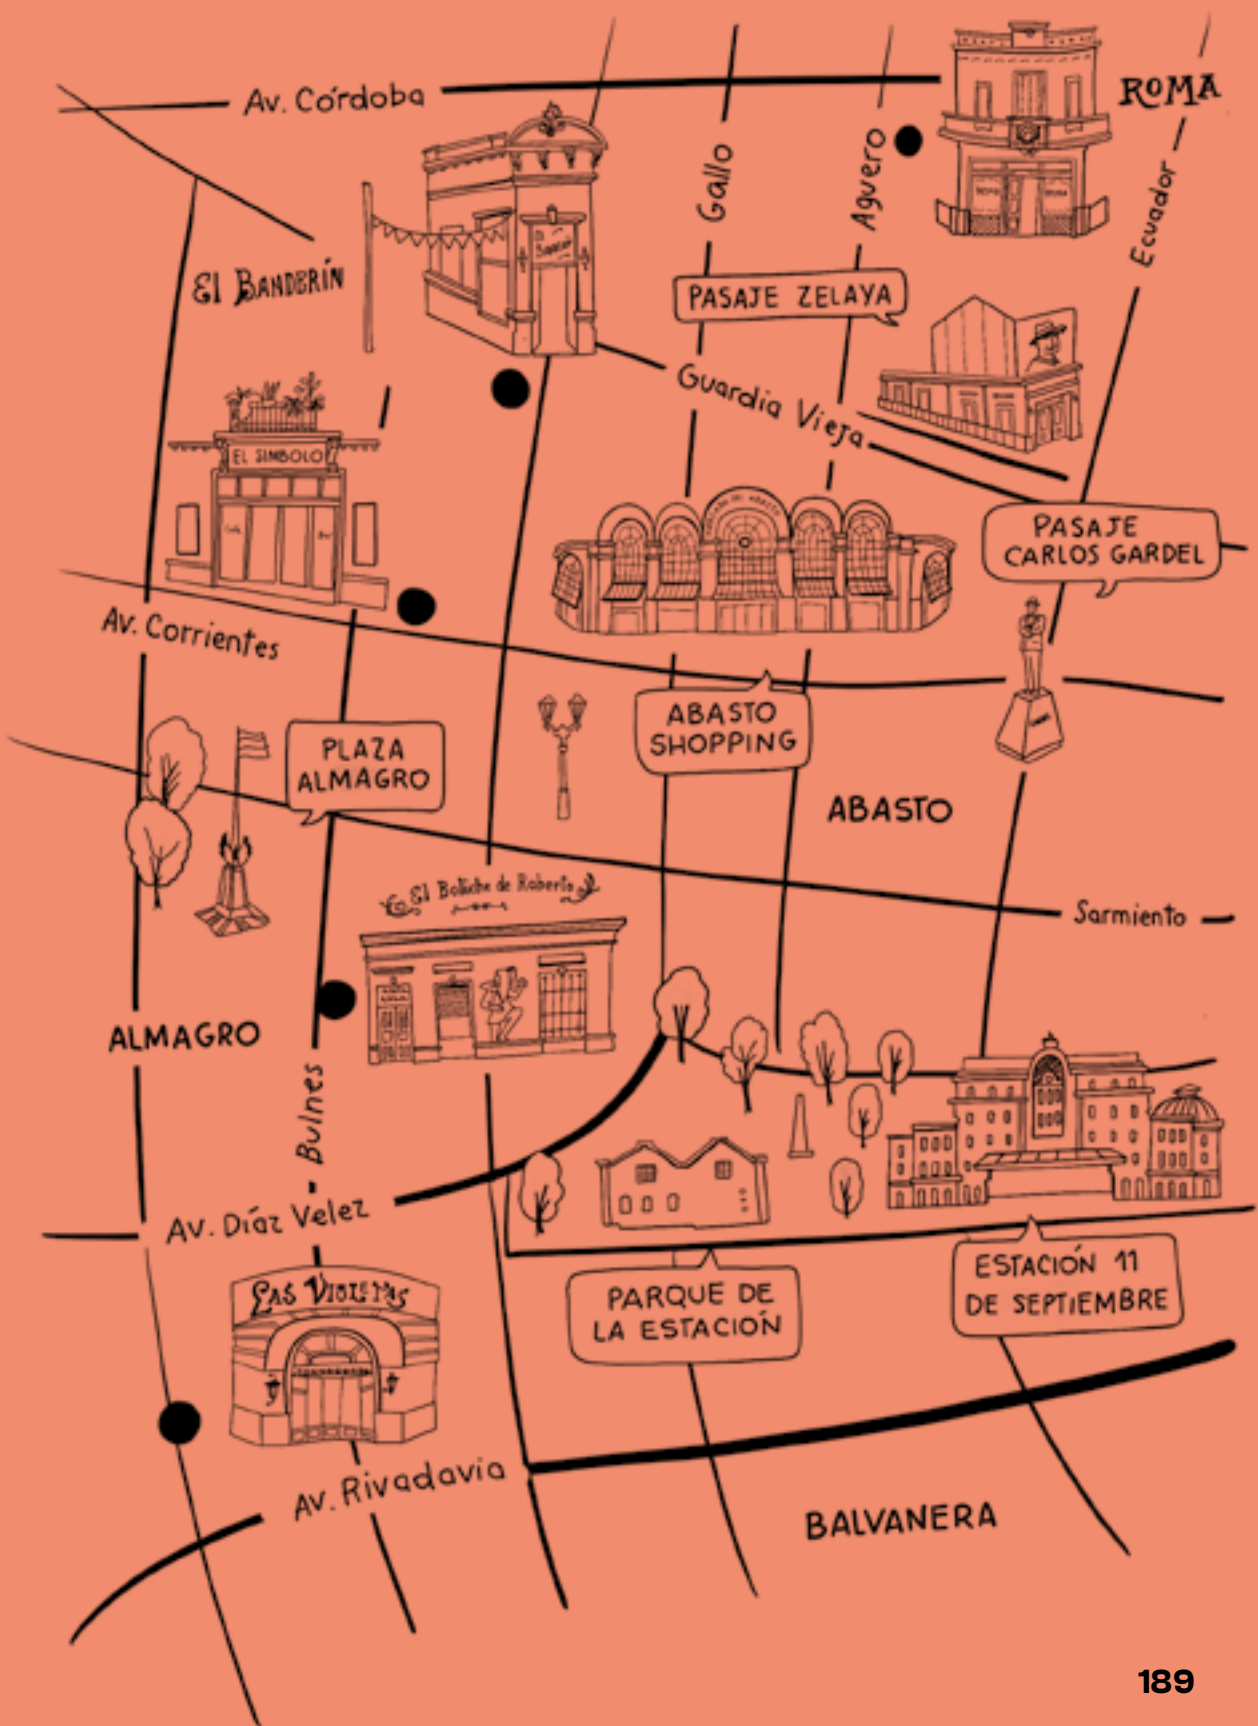 Av. Córdoba
ROMA
Gallo
Aguero
Ecuador
El BANDERÍN
PASAJE ZELAYA
Guardia Vieja
EL SIMBOLO
PASAJE
CARLOS GARDEL
Av. Corrientes
ABASTO
SHOPPING
PLAZA
ALMAGRO
ABASTO
El Boliche de Roberto
Sarmiento
ALMAGRO
Bulnes
AV. Díaz Velez
LAS VIOLETAS
PARQUE DE
LA ESTACIÓN
ESTACIÓN 11
DE SEPTIEMBRE
AV. Rivadavia
BALVANERA
189